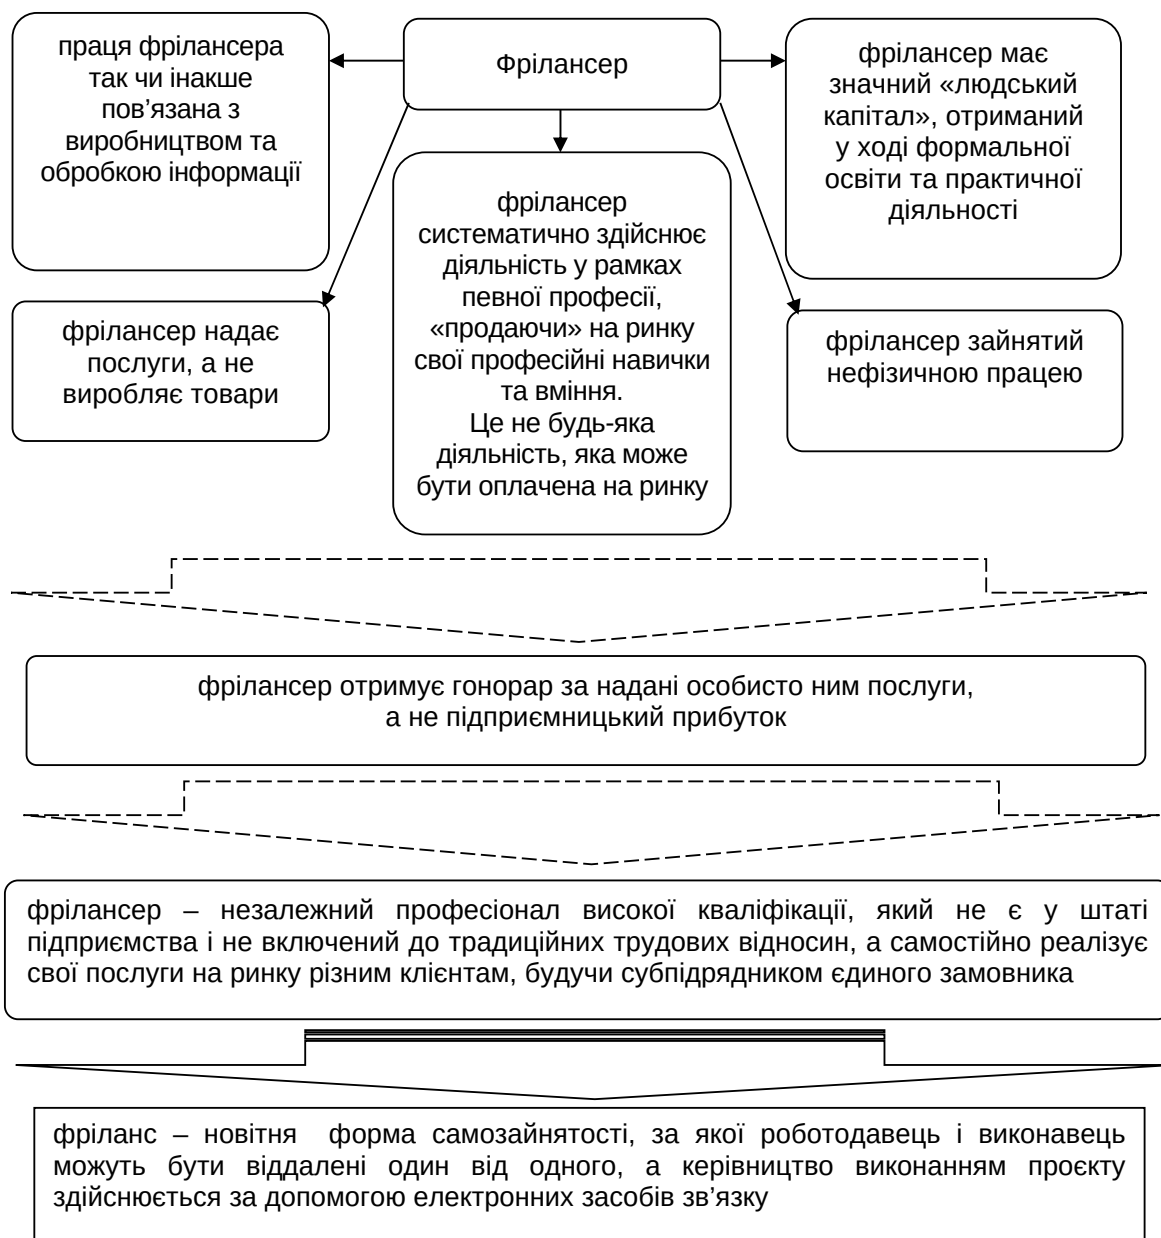 Фрілансер
праця фрілансера
так чи інакше
пов’язана з
виробництвом та
обробкою інформації
фрілансер має
значний «людський
капітал», отриманий
у ході формальної
освіти та практичної
діяльності
фрілансер
систематично здійснює
діяльність у рамках
певної професії,
«продаючи» на ринку
свої професійні навички
та вміння.
Це не будь-яка
діяльність, яка може
бути оплачена на ринку
фрілансер надає
послуги, а не
виробляє товари
фрілансер зайнятий
нефізичною працею
фрілансер отримує гонорар за надані особисто ним послуги,
а не підприємницький прибуток
фрілансер – незалежний професіонал високої кваліфікації, який не є у штаті
підприємства і не включений до традиційних трудових відносин, а самостійно реалізує
свої послуги на ринку різним клієнтам, будучи субпідрядником єдиного замовника
фріланс – новітня форма самозайнятості, за якої роботодавець і виконавець
можуть бути віддалені один від одного, а керівництво виконанням проєкту
здійснюється за допомогою електронних засобів зв’язку